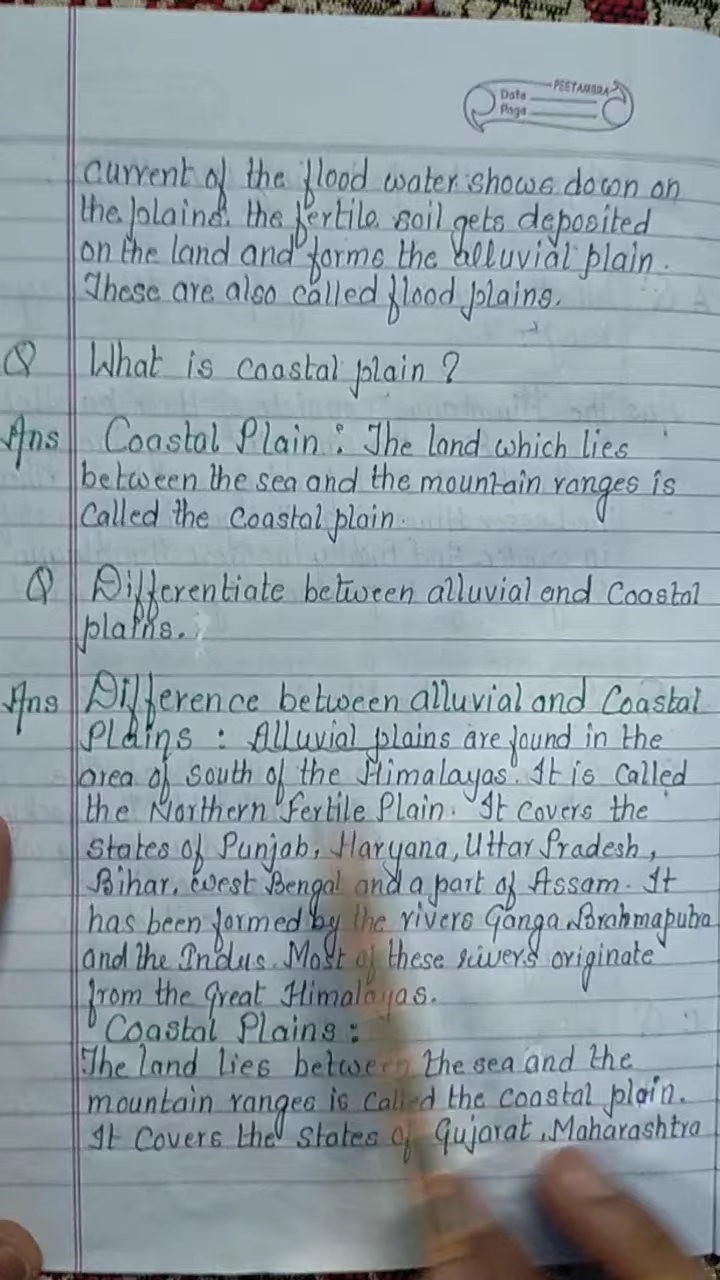 PEETAMBRA
Date
Page
current of the flood water shows down on
the plains. the fertile soil gets deposited
on the land and forms the alluvial plain.
These are also called flood plains.
Q What is coastal plain ?
Ans Coastal Plain : The land which lies
between the sea and the mountain ranges is
Called the Coastal plain.
Q Differentiate between alluvial and Coastal
plains.
Ans Difference between alluvial and Coastal
Plains : Alluvial plains are found in the
area of south of the Himalayas. It is Called
the Northern Fertile Plain. It Covers the
States of Punjab, Haryana, Uttar Pradesh,
Bihar, West Bengal and a part of Assam. It
has been formed by the rivers Ganga, Brahmaputra
and the Indus. Most of these rivers originate
from the Great Himalayas.
Coastal Plains :
The land lies between the sea and the
mountain ranges is Called the coastal plain.
It Covers the States of Gujarat, Maharashtra